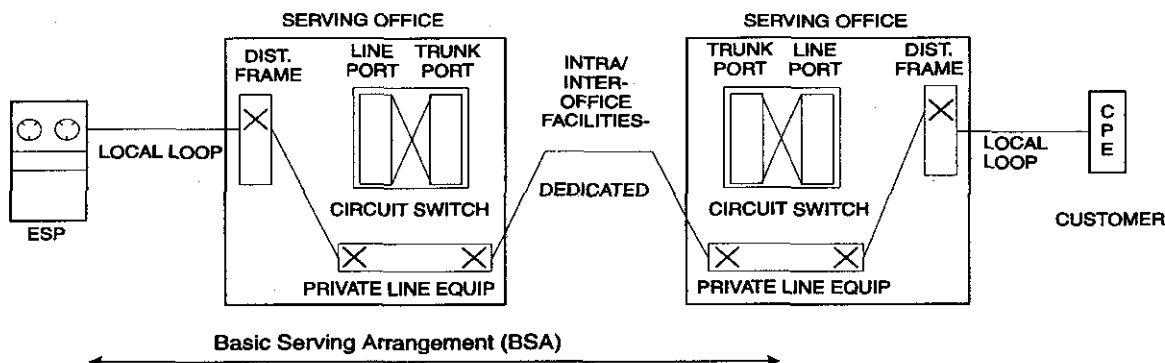 SERVING OFFICE
DIST.
FRAME
LINE
PORT
TRUNK
PORT
LOCAL LOOP
CIRCUIT SWITCH
PRIVATE LINE EQUIP
ESP
INTRA/
INTER-
OFFICE
FACILITIES-
DEDICATED
SERVING OFFICE
TRUNK
PORT
LINE
PORT
DIST.
FRAME
CIRCUIT SWITCH
PRIVATE LINE EQUIP
LOCAL
LOOP
C
P
E
CUSTOMER
Basic Serving Arrangement (BSA)